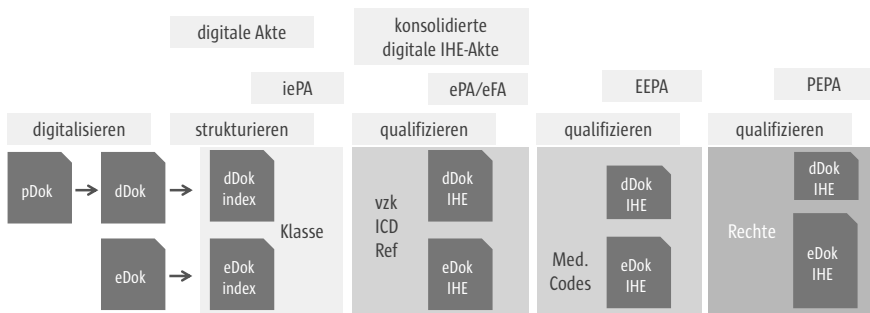 digitale Akte
konsolidierte
digitale IHE-Akte
iePA
ePA/eFA
EEPA
PEPA
digitalisieren
strukturieren
qualifizieren
qualifizieren
qualifizieren
pDok
dDok
dDok
index
Klasse
eDok
eDok
index
vzk
ICD
Ref
dDok
IHE
eDok
IHE
Med.
Codes
dDok
IHE
eDok
IHE
Rechte
dDok
IHE
eDok
IHE